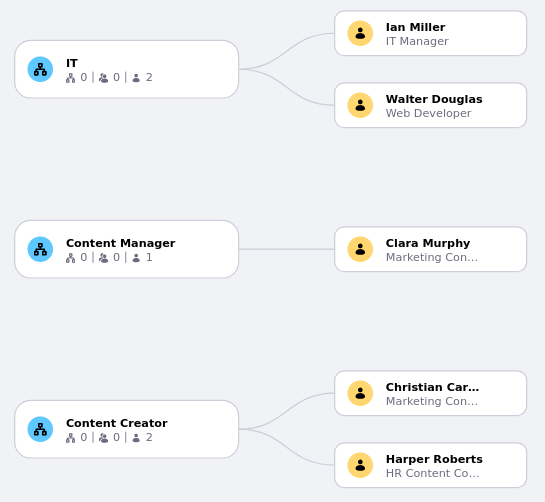 IT
0 | 0 | 2
Ian Miller
IT Manager
Walter Douglas
Web Developer
Content Manager
0 | 0 | 1
Clara Murphy
Marketing Con...
Content Creator
0 | 0 | 2
Christian Car...
Marketing Con...
Harper Roberts
HR Content Co...